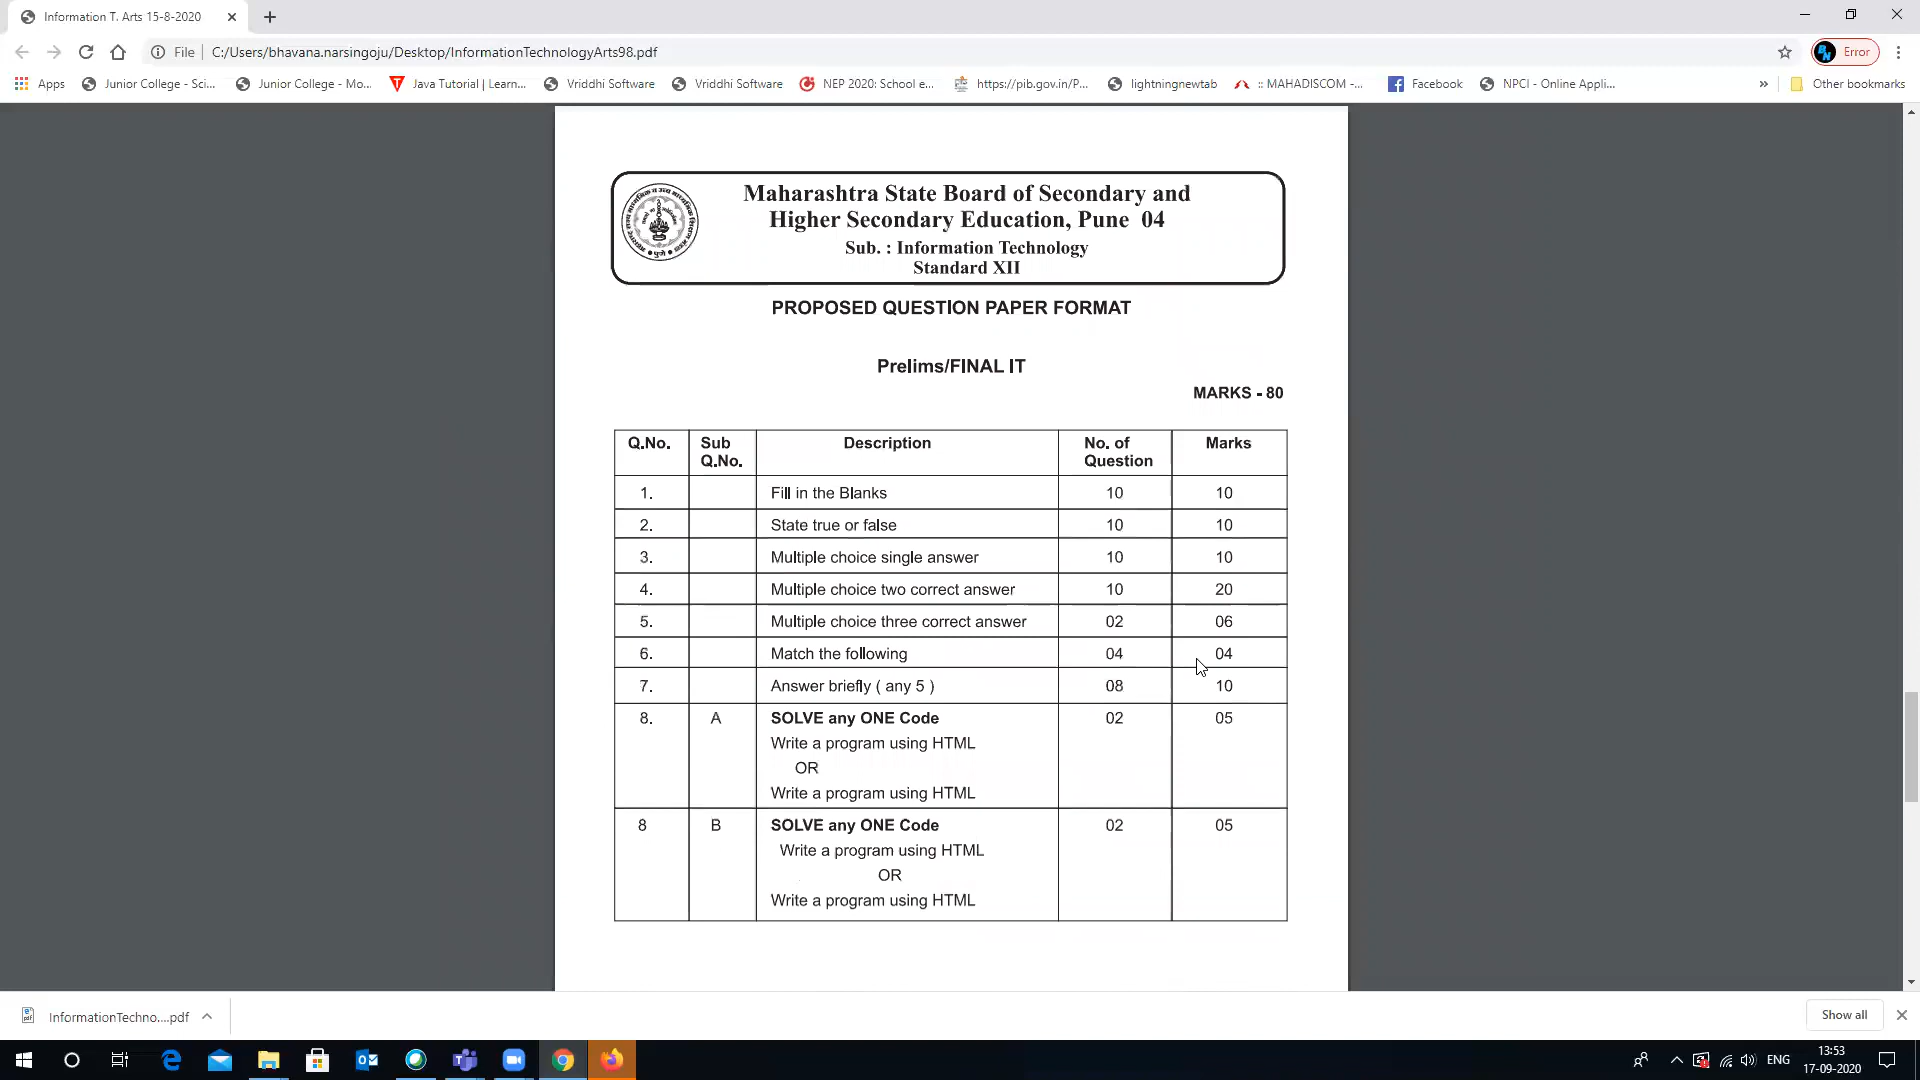 Information T. Arts 15-8-2020
File C:/Users/bhavana.narsingoju/Desktop/InformationTechnologyArts98.pdf Error
Apps Junior College - Sci... Junior College - Mo... Java Tutorial | Learn... Vriddhi Software Vriddhi Software NEP 2020: School e... https://pib.gov.in/P... lightningnewtab :: MAHADISCOM -... Facebook NPCI - Online Appli... » Other bookmarks
Maharashtra State Board of Secondary and
Higher Secondary Education, Pune 04
Sub. : Information Technology
Standard XII
PROPOSED QUESTION PAPER FORMAT
Prelims/FINAL IT
MARKS - 80
Q.No. Sub Q.No. Description No. of Question Marks
1. Fill in the Blanks 10 10
2. State true or false 10 10
3. Multiple choice single answer 10 10
4. Multiple choice two correct answer 10 20
5. Multiple choice three correct answer 02 06
6. Match the following 04 04
7. Answer briefly ( any 5 ) 08 10
8. A SOLVE any ONE Code 02 05
Write a program using HTML
OR
Write a program using HTML
8 B SOLVE any ONE Code 02 05
Write a program using HTML
OR
Write a program using HTML
InformationTechno....pdf Show all
ENG 13:53
17-09-2020